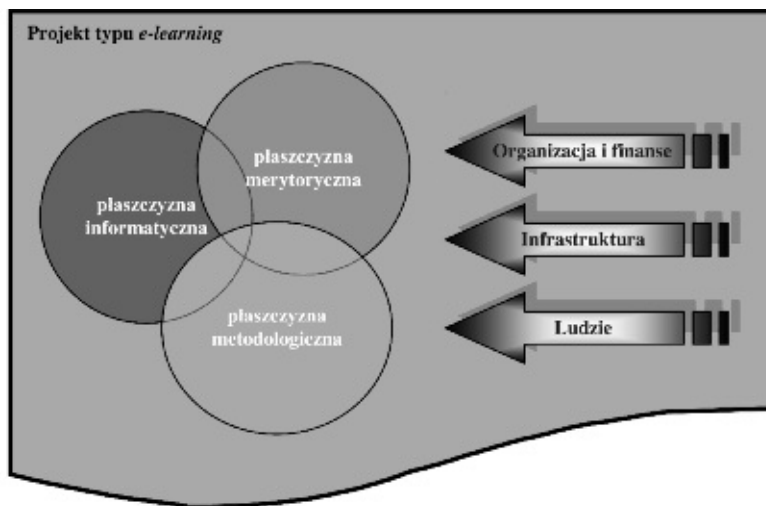 Projekt typu e-learning
płaszczyzna
merytoryczna
płaszczyzna
informatyczna
płaszczyzna
metodologiczna
Organizacja i finanse
Infrastruktura
Ludzie